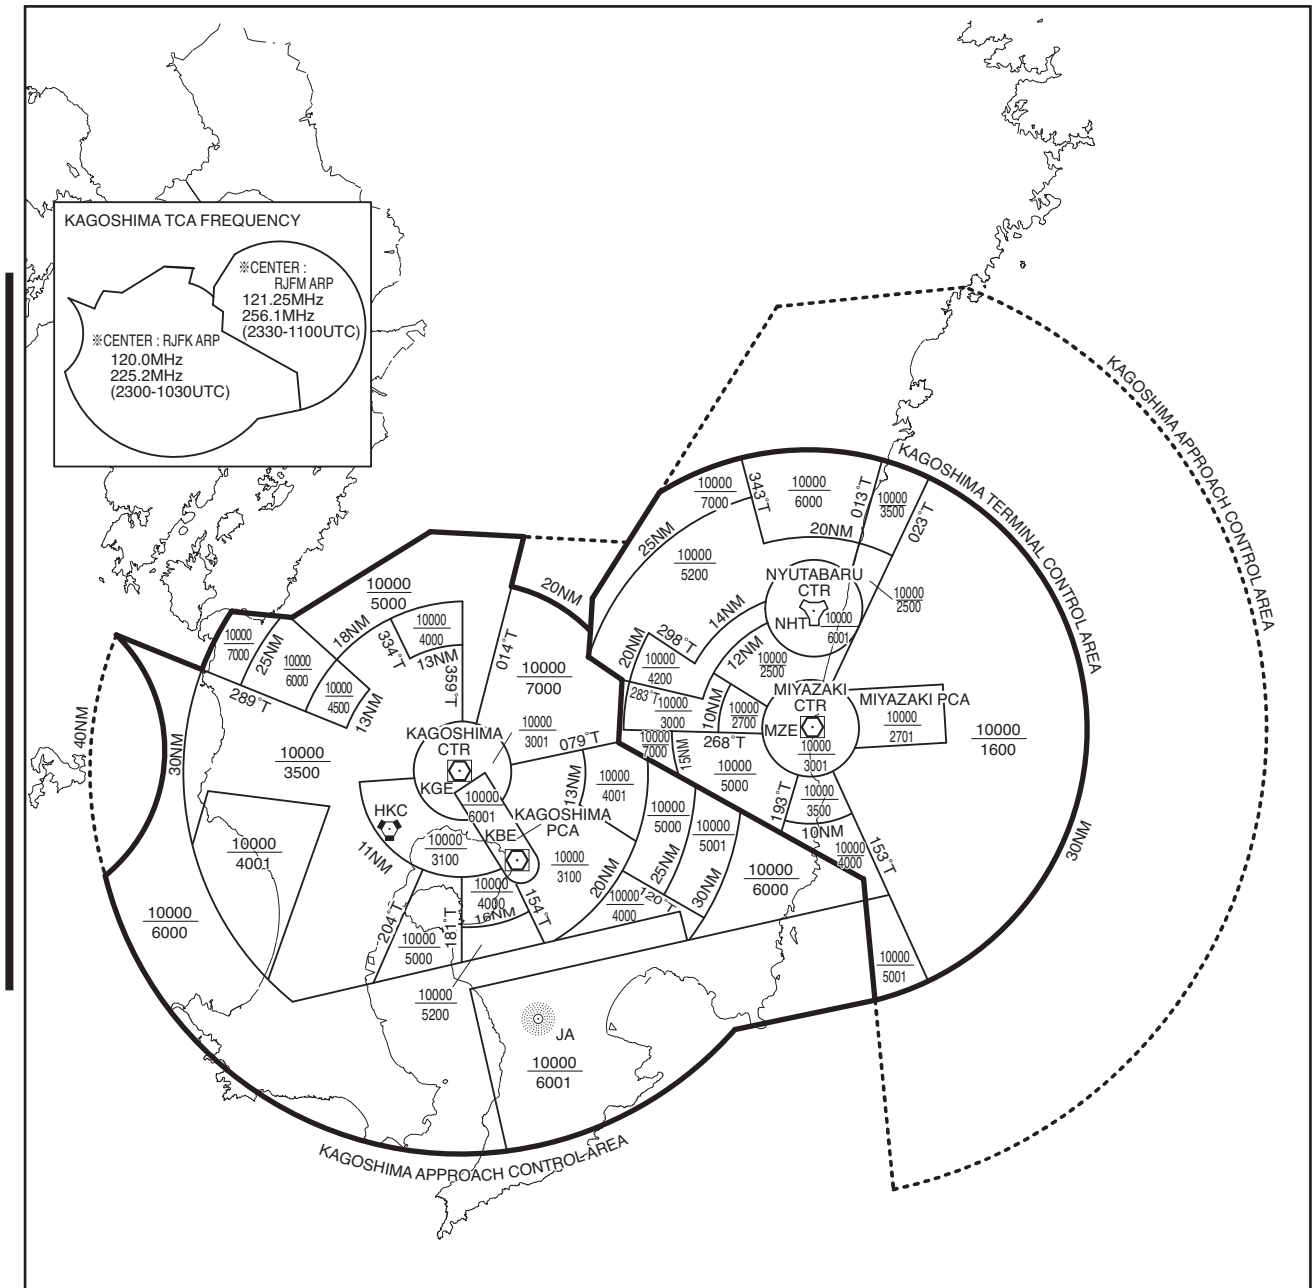 KAGOSHIMA TCA FREQUENCY
※CENTER :
RJFM ARP
121.25MHz
256.1MHz
(2330-1100UTC)
※CENTER : RJFK ARP
120.0MHz
225.2MHz
(2300-1030UTC)
KAGOSHIMA APPROACH CONTROL AREA
KAGOSHIMA TERMINAL CONTROL AREA
10000
7000
343°T
10000
6000
013°T
10000
3500
023°T
20NM
25NM
10000
5200
NYUTABARU
CTR
10000
2500
NHT
10000
6001
14NM
298°T
20NM
12NM
10000
4200
10000
2500
283°T
10000
3000
10NM
10000
2700
MIYAZAKI
CTR
MZE
10000
3001
MIYAZAKI PCA
10000
2701
10000
1600
268°T
10000
7000
15NM
10000
5000
193°T
10000
3500
10NM
10000
4000
153°T
30NM
10000
5001
20NM
10000
5000
18NM
10000
4000
334°T
13NM
359°T
014°T
10000
7000
10000
7000
25NM
10000
6000
10000
4500
289°T
13NM
40NM
30NM
10000
3500
KAGOSHIMA
CTR
10000
3001
079°T
KGE
10000
6001
13NM
10000
4001
HKC
KBE
KAGOSHIMA
PCA
10000
3100
11NM
10000
3100
10000
5000
10000
5001
25NM
20NM
30NM
10000
6000
10000
4001
10000
6000
10000
4000
16NM
154°T
120°T
10000
4000
204°T
181°T
10000
5000
10000
5200
JA
10000
6001
KAGOSHIMA APPROACH CONTROL AREA